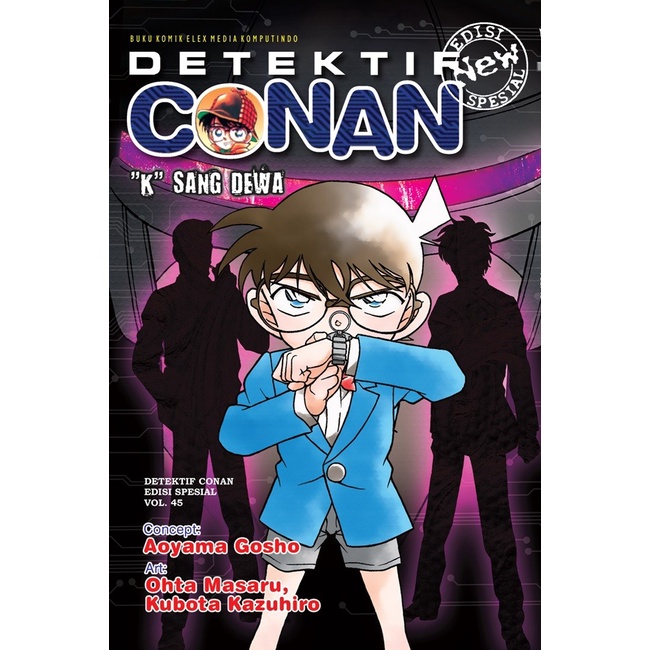 BUKU KOMIK ELEX MEDIA KOMPUTINDO
DETEKTIF
CONAN
EDISI
New
SPESIAL
"K" SANG DEWA
DETEKTIF CONAN
EDISI SPESIAL
VOL. 45
Concept:
Aoyama Gosho
Art:
Ohta Masaru,
Kubota Kazuhiro